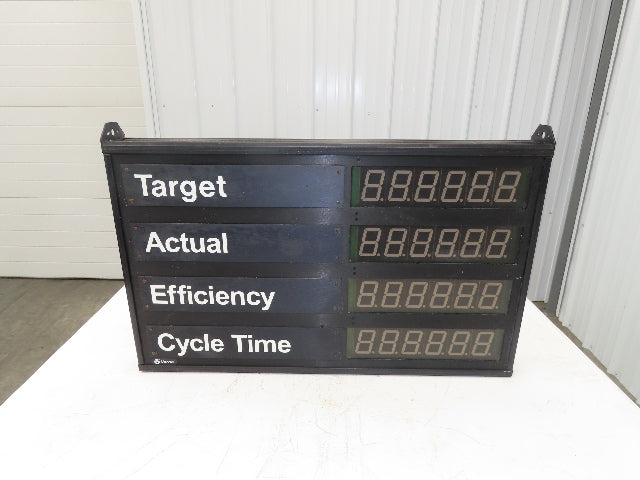 Target
Actual
Efficiency
Cycle Time